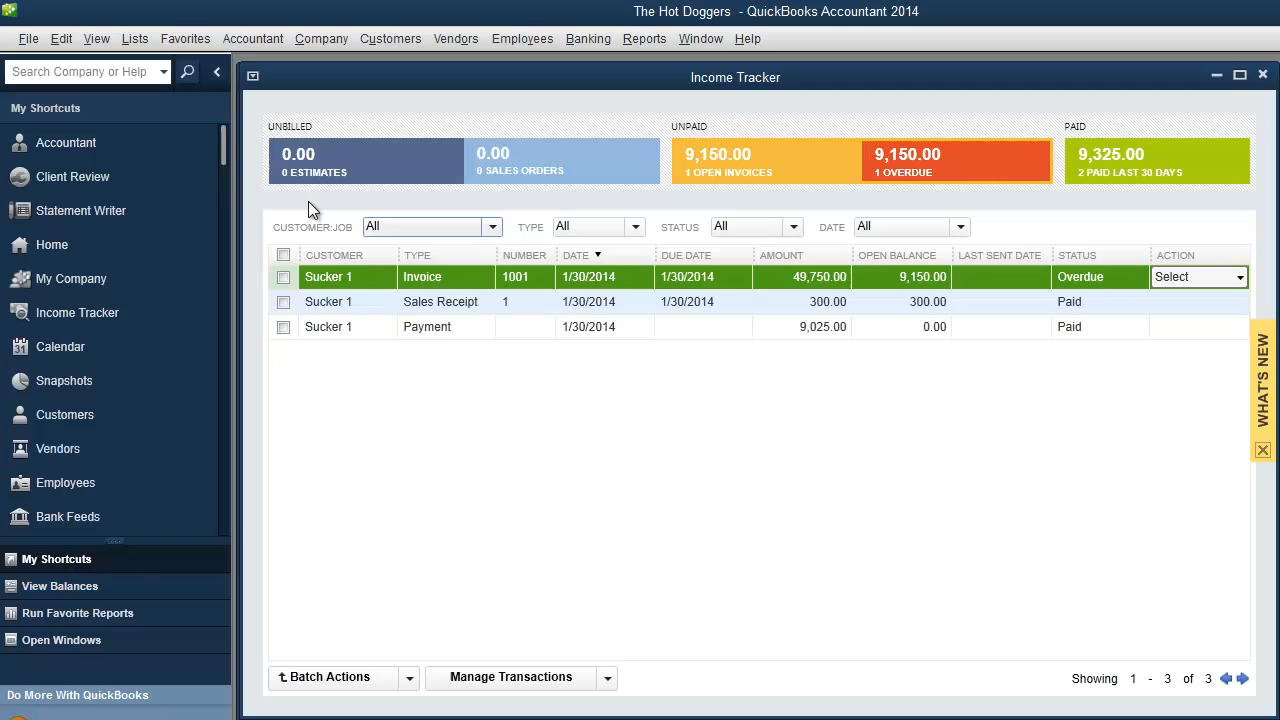 The Hot Doggers - QuickBooks Accountant 2014
File Edit View Lists Favorites Accountant Company Customers Vendors Employees Banking Reports Window Help
Search Company or Help
My Shortcuts
Accountant
Client Review
Statement Writer
Home
My Company
Income Tracker
31
Calendar
Snapshots
Customers
Vendors
Employees
Bank Feeds
My Shortcuts
View Balances
Run Favorite Reports
Open Windows
Do More With QuickBooks
Income Tracker
UNBILLED UNPAID PAID
0.00 0.00 9,150.00 9,150.00 9,325.00
0 ESTIMATES 0 SALES ORDERS 1 OPEN INVOICES 1 OVERDUE 2 PAID LAST 30 DAYS
CUSTOMER:JOB All TYPE All STATUS All DATE All
CUSTOMER TYPE NUMBER DATE DUE DATE AMOUNT OPEN BALANCE LAST SENT DATE STATUS ACTION
Sucker 1 Invoice 1001 1/30/2014 1/30/2014 49,750.00 9,150.00 Overdue Select
Sucker 1 Sales Receipt 1 1/30/2014 1/30/2014 300.00 300.00 Paid
Sucker 1 Payment 1/30/2014 9,025.00 0.00 Paid
WHAT'S NEW
Batch Actions Manage Transactions Showing 1 - 3 of 3